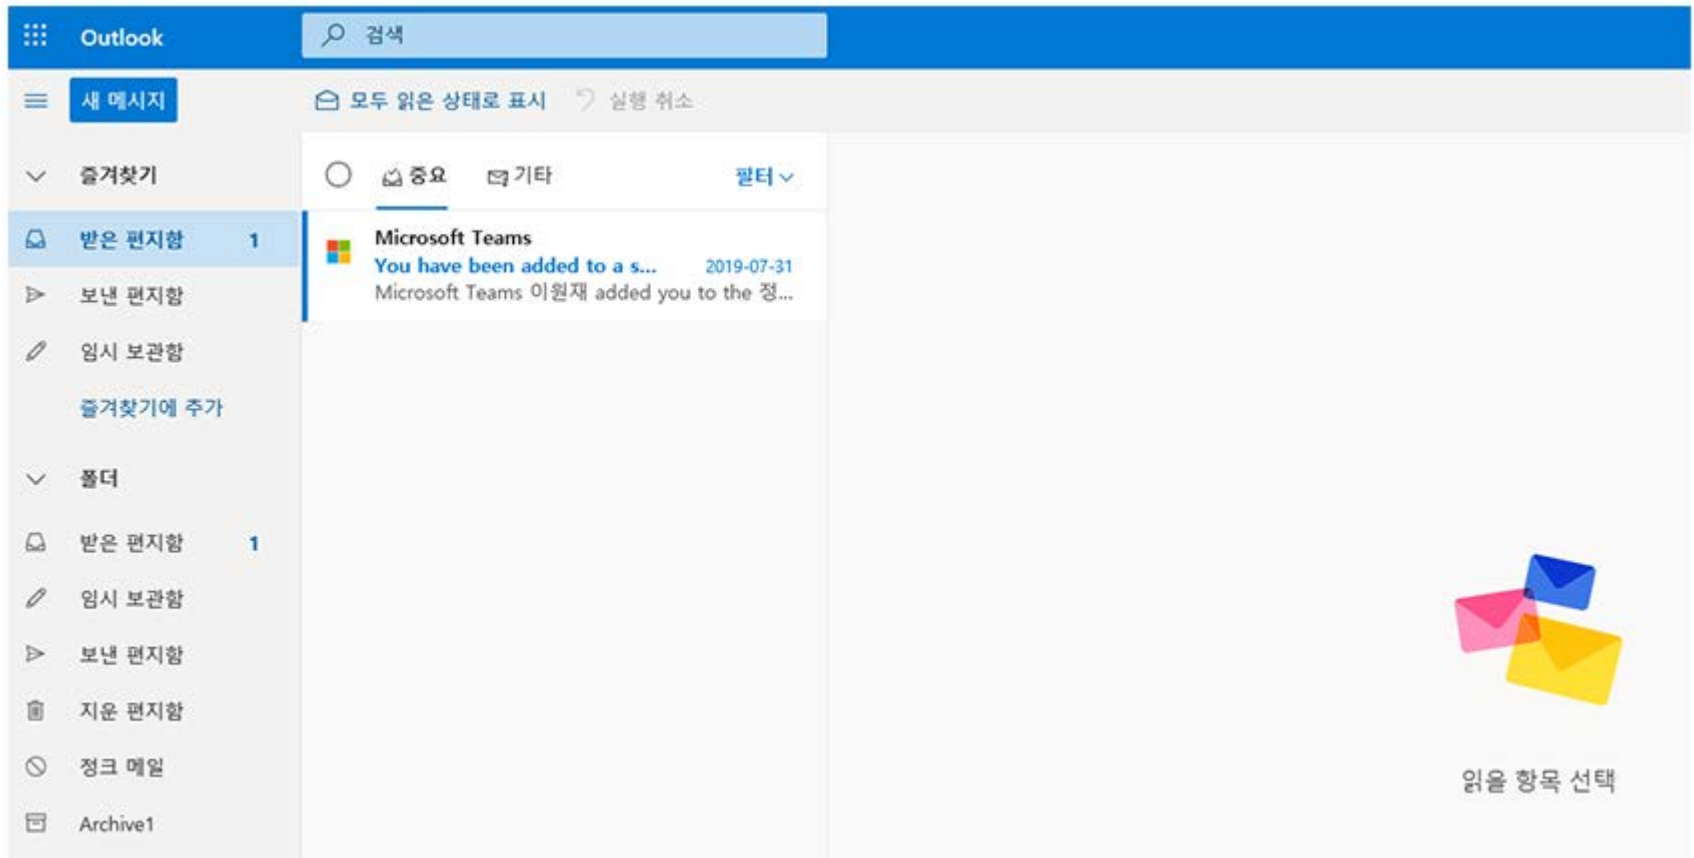 Outlook
검색
새 메시지
모두 읽은 상태로 표시 실행 취소
즐겨찾기
받은 편지함 1
보낸 편지함
임시 보관함
즐겨찾기에 추가
폴더
받은 편지함 1
임시 보관함
보낸 편지함
지운 편지함
정크 메일
Archive1
중요 기타 필터
Microsoft Teams
You have been added to a s... 2019-07-31
Microsoft Teams 이원재 added you to the 정...
읽을 항목 선택